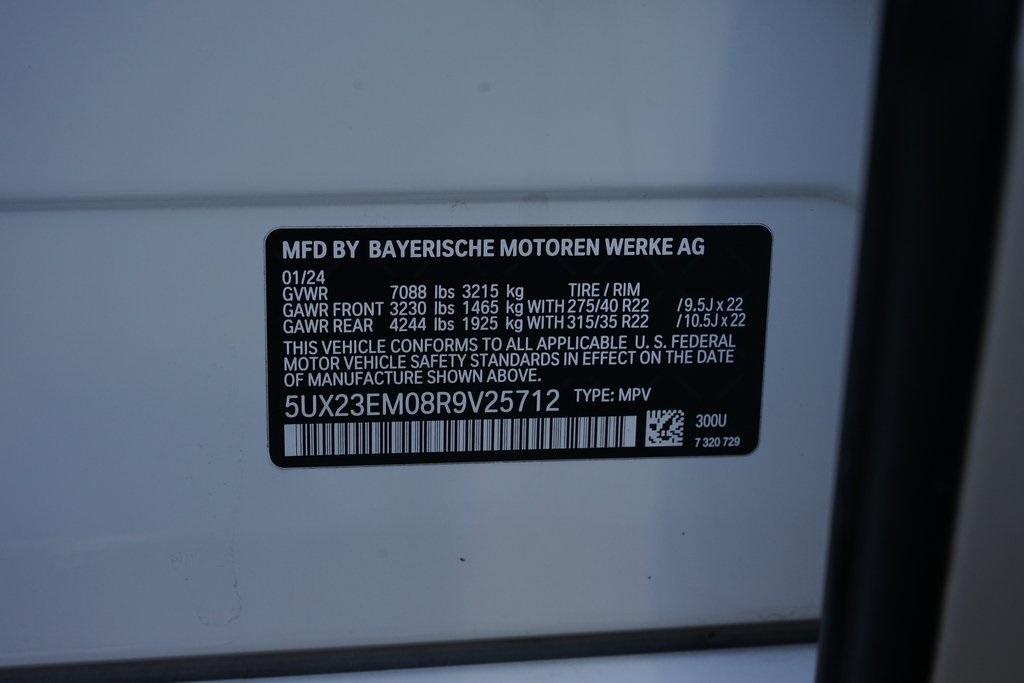 MFD BY BAYERISCHE MOTOREN WERKE AG
01/24
GVWR 7088 lbs 3215 kg TIRE / RIM
GAWR FRONT 3230 lbs 1465 kg WITH 275/40 R22 / 9.5J x 22
GAWR REAR 4244 lbs 1925 kg WITH 315/35 R22 / 10.5J x 22
THIS VEHICLE CONFORMS TO ALL APPLICABLE U. S. FEDERAL
MOTOR VEHICLE SAFETY STANDARDS IN EFFECT ON THE DATE
OF MANUFACTURE SHOWN ABOVE.
5UX23EM08R9V25712 TYPE: MPV
300U
7 320 729